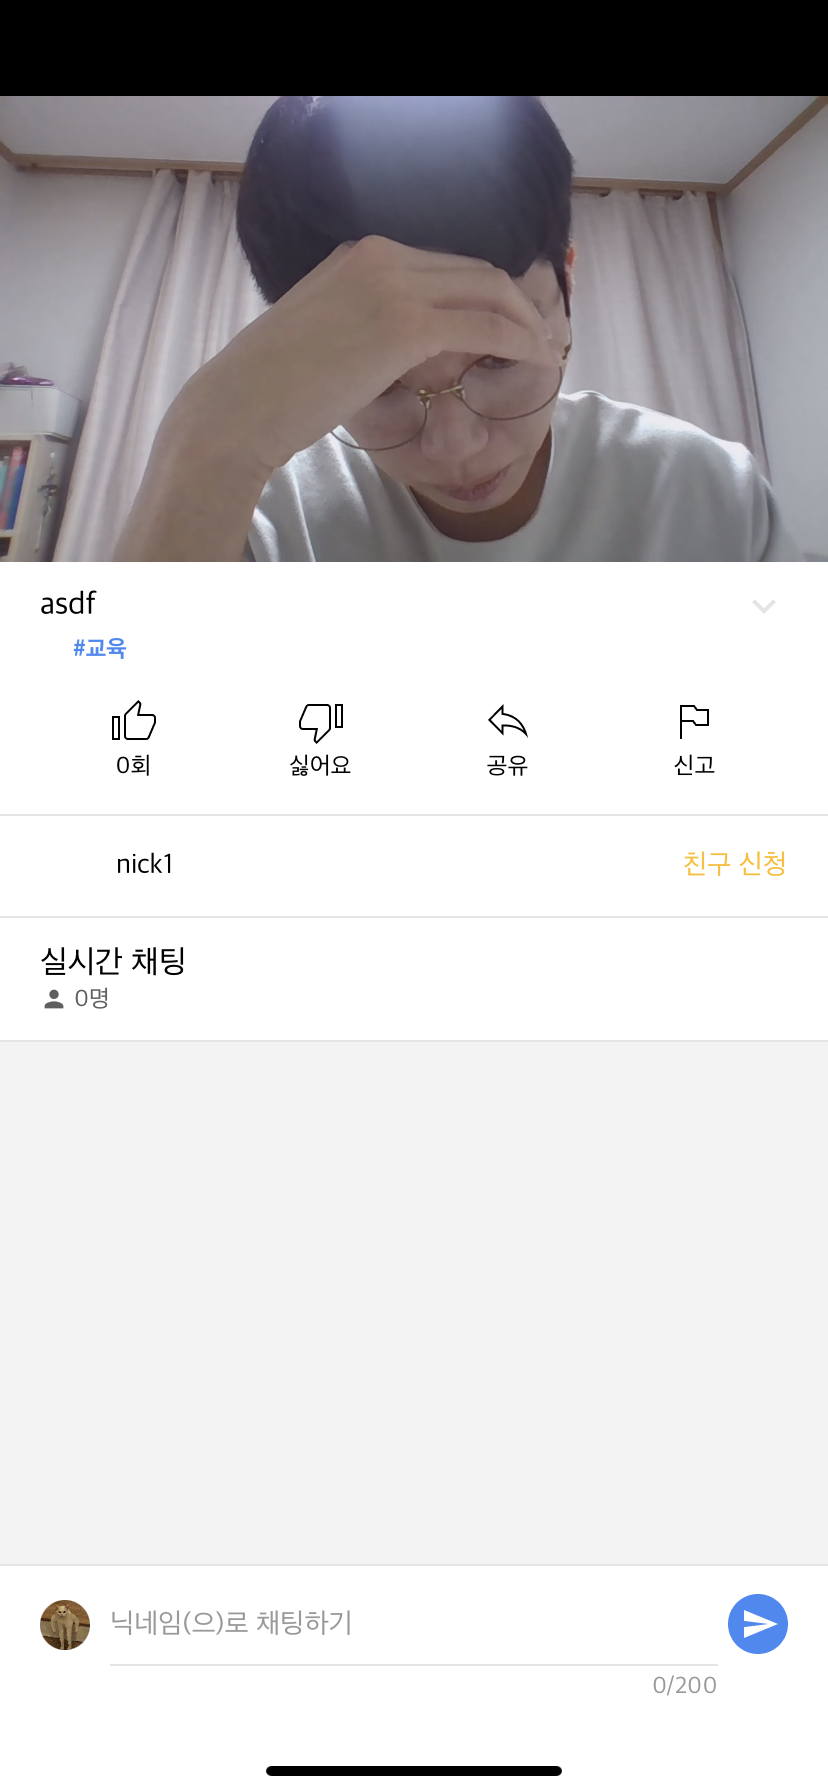 asdf
#교육
0회 싫어요 공유 신고
nick1 친구 신청
실시간 채팅
0명
닉네임(으)로 채팅하기
0/200